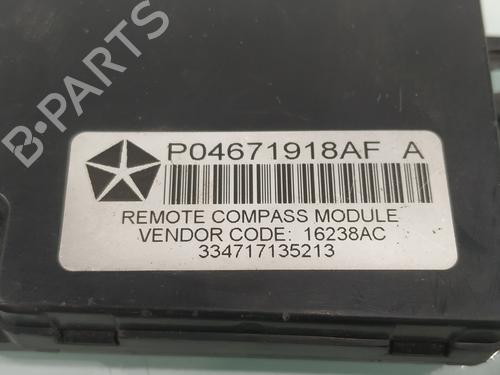 B-PARTS
P04671918AF A
REMOTE COMPASS MODULE
VENDOR CODE: 16238AC
334717135213